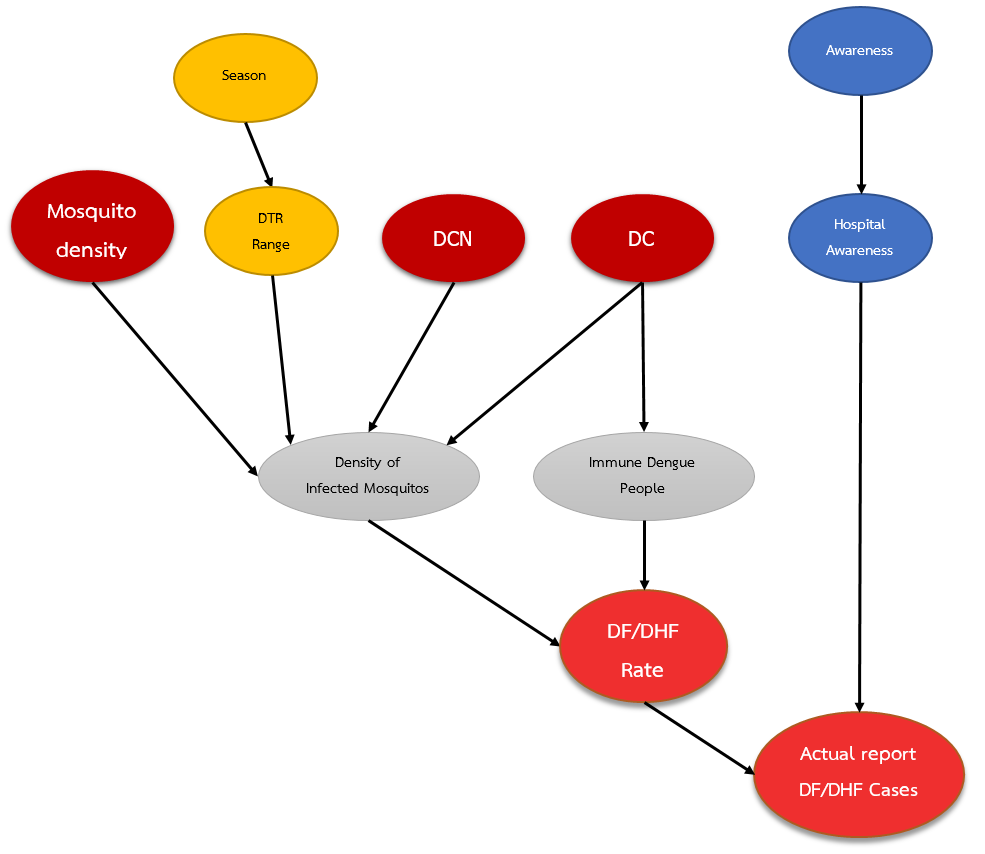 Awareness
Season
Mosquito
density
DTR
Range
DCN
DC
Hospital
Awareness
Density of
Infected Mosquitos
Immune Dengue
People
DF/DHF
Rate
Actual report
DF/DHF Cases